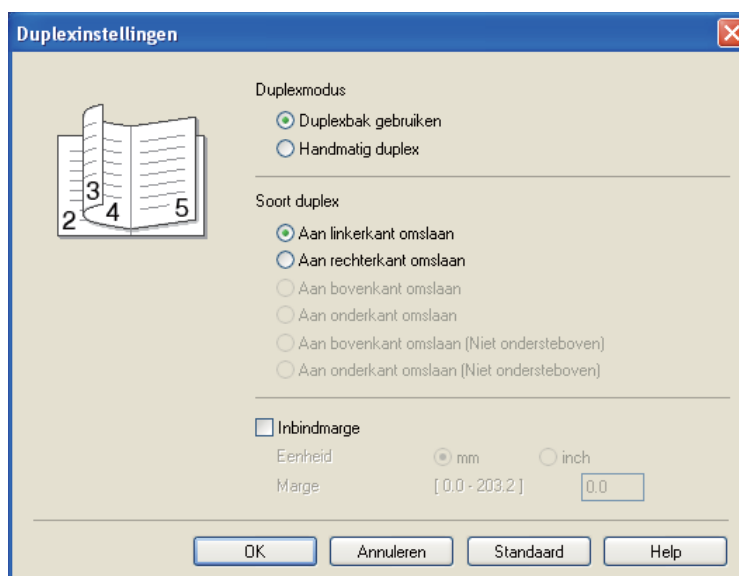 Duplexinstellingen
2
3
4
5
Duplexmodus
Duplexbak gebruiken
Handmatig duplex
Soort duplex
Aan linkerkant omslaan
Aan rechterkant omslaan
Aan bovenkant omslaan
Aan onderkant omslaan
Aan bovenkant omslaan (Niet ondersteboven)
Aan onderkant omslaan (Niet ondersteboven)
Inbindmarge
Eenheid mm inch
Marge [ 0.0 - 203.2 ] 0.0
OK Annuleren Standaard Help